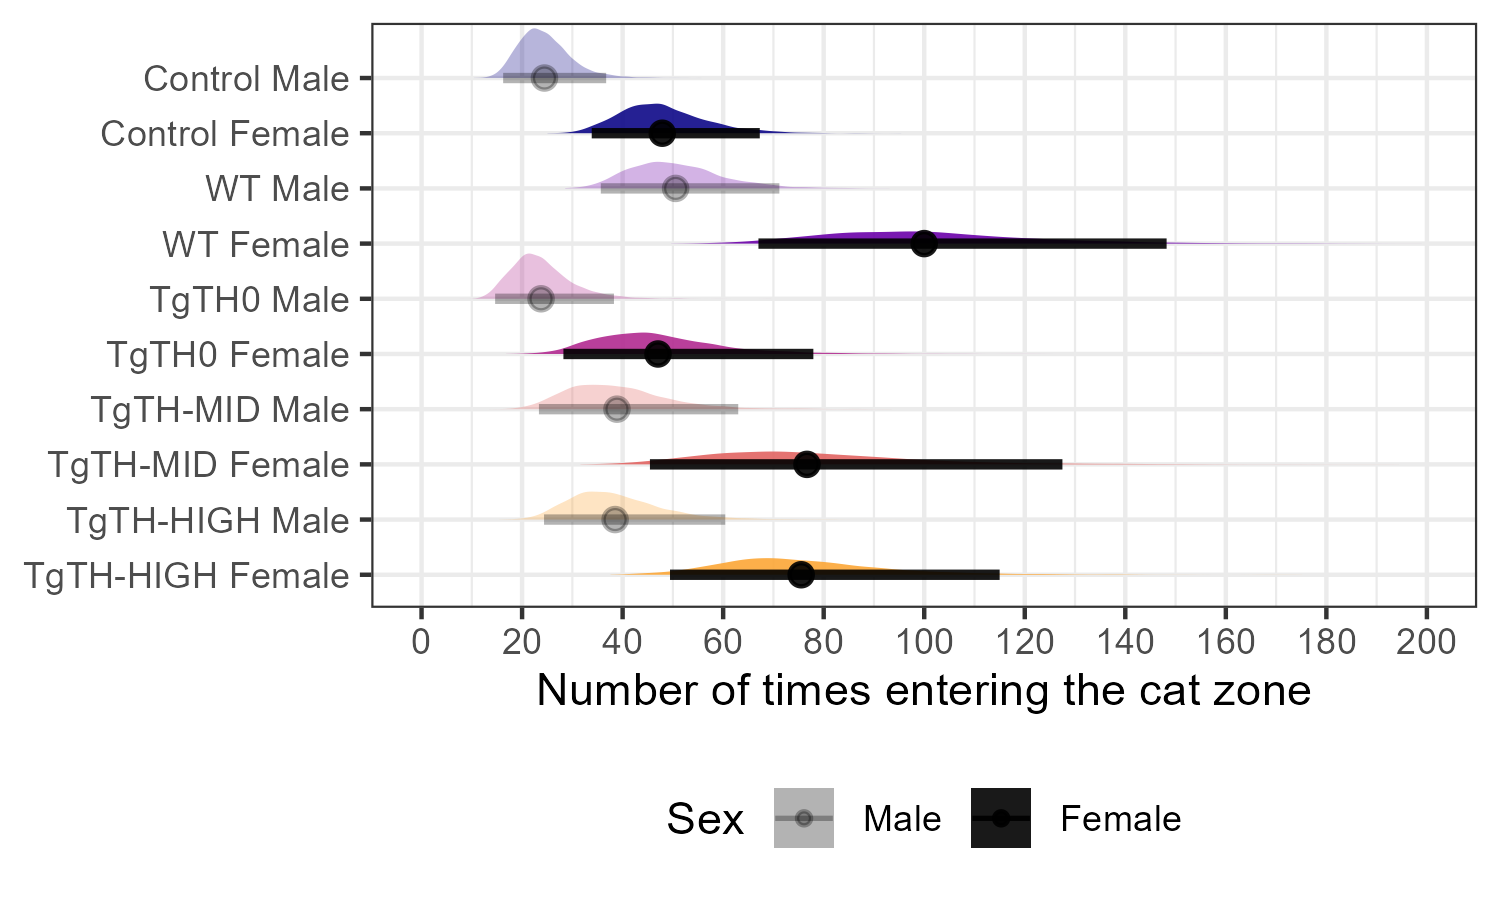 Control Male
Control Female
WT Male
WT Female
TgTH0 Male
TgTH0 Female
TgTH-MID Male
TgTH-MID Female
TgTH-HIGH Male
TgTH-HIGH Female
0 20 40 60 80 100 120 140 160 180 200
Number of times entering the cat zone
Sex Male Female